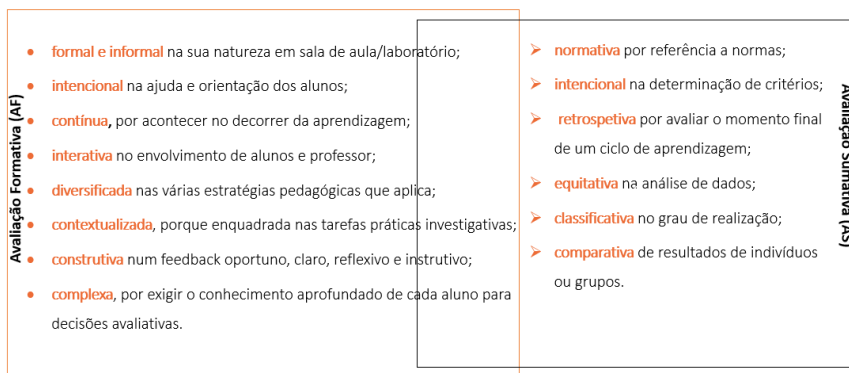 Avaliação Formativa (AF)
formal e informal na sua natureza em sala de aula/laboratório;
intencional na ajuda e orientação dos alunos;
contínua, por acontecer no decorrer da aprendizagem;
interativa no envolvimento de alunos e professor;
diversificada nas várias estratégias pedagógicas que aplica;
contextualizada, porque enquadrada nas tarefas práticas investigativas;
construtiva num feedback oportuno, claro, reflexivo e instrutivo;
complexa, por exigir o conhecimento aprofundado de cada aluno para
decisões avaliativas.
normativa por referência a normas;
intencional na determinação de critérios;
retrospetiva por avaliar o momento final
de um ciclo de aprendizagem;
equitativa na análise de dados;
classificativa no grau de realização;
comparativa de resultados de indivíduos
ou grupos.
Avaliação Sumativa (AS)